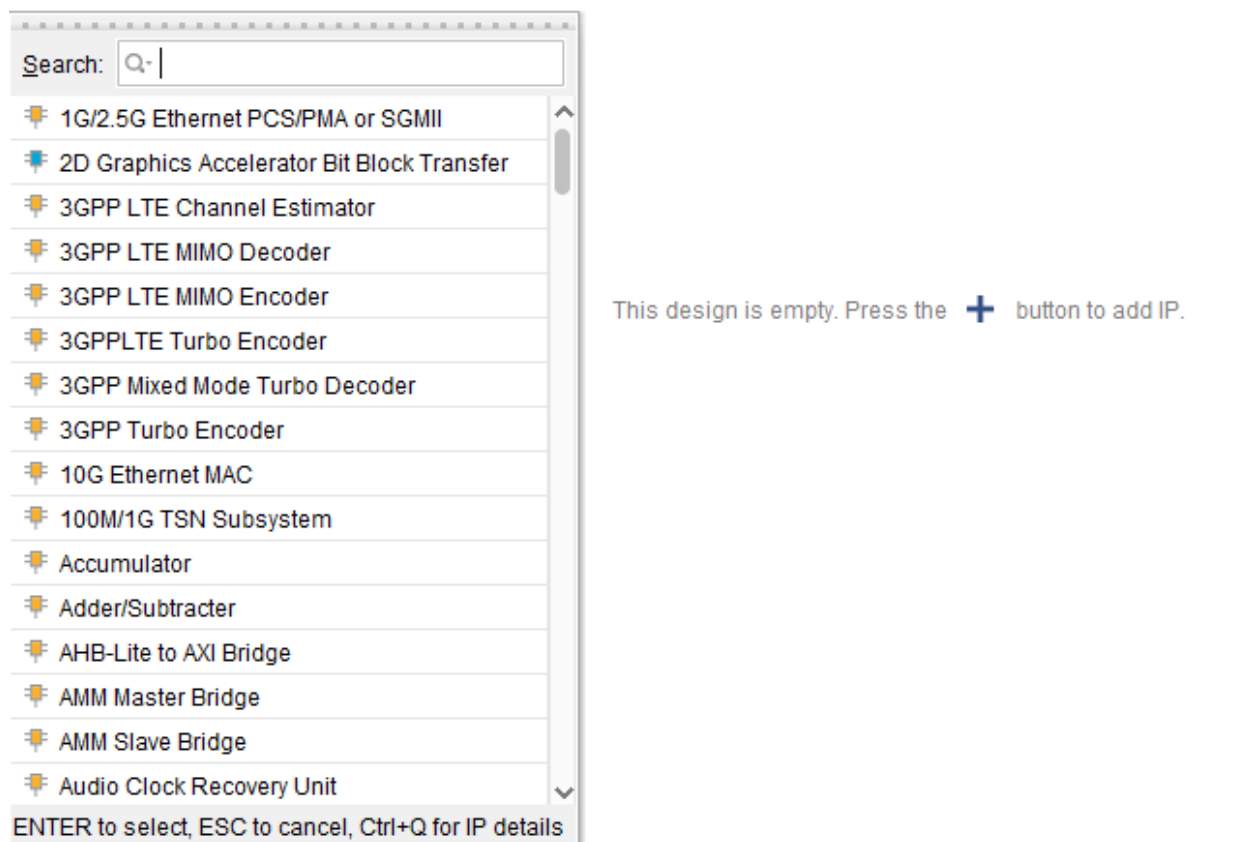 Search:
1G/2.5G Ethernet PCS/PMA or SGMII
2D Graphics Accelerator Bit Block Transfer
3GPP LTE Channel Estimator
3GPP LTE MIMO Decoder
3GPP LTE MIMO Encoder
3GPPLTE Turbo Encoder
3GPP Mixed Mode Turbo Decoder
3GPP Turbo Encoder
10G Ethernet MAC
100M/1G TSN Subsystem
Accumulator
Adder/Subtracter
AHB-Lite to AXI Bridge
AMM Master Bridge
AMM Slave Bridge
Audio Clock Recovery Unit
ENTER to select, ESC to cancel, Ctrl+Q for IP details
This design is empty. Press the + button to add IP.